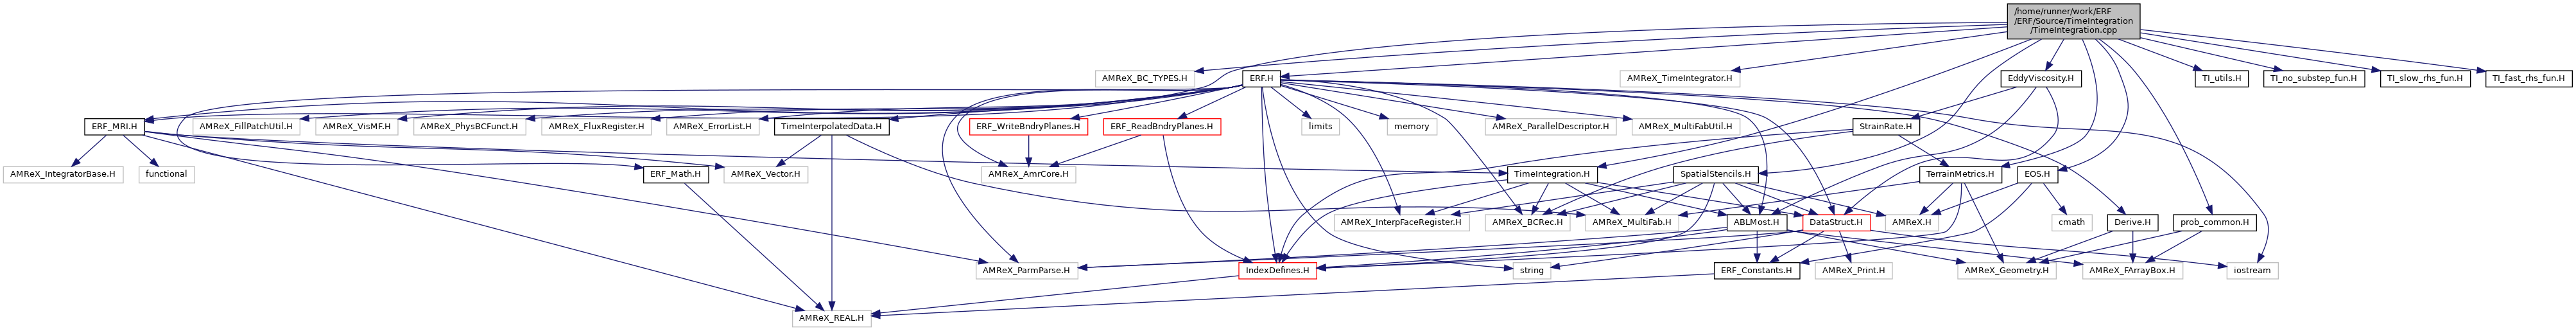 /home/runner/work/ERF
/ERF/Source/TimeIntegration
/TimeIntegration.cpp
AMReX_BC_TYPES.H
ERF.H
AMReX_TimeIntegrator.H
EddyViscosity.H
TI_utils.H
TI_no_substep_fun.H
TI_slow_rhs_fun.H
TI_fast_rhs_fun.H
ERF_MRI.H
AMReX_FillPatchUtil.H
AMReX_VisMF.H
AMReX_PhysBCFunct.H
AMReX_FluxRegister.H
AMReX_ErrorList.H
TimeInterpolatedData.H
ERF_WriteBndryPlanes.H
ERF_ReadBndryPlanes.H
limits
memory
AMReX_ParallelDescriptor.H
AMReX_MultiFabUtil.H
StrainRate.H
AMReX_IntegratorBase.H
functional
ERF_Math.H
AMReX_Vector.H
AMReX_AmrCore.H
TimeIntegration.H
SpatialStencils.H
TerrainMetrics.H
EOS.H
AMReX_InterpFaceRegister.H
AMReX_BCRec.H
AMReX_MultiFab.H
ABLMost.H
DataStruct.H
AMReX.H
cmath
Derive.H
prob_common.H
AMReX_ParmParse.H
IndexDefines.H
string
ERF_Constants.H
AMReX_Print.H
AMReX_Geometry.H
AMReX_FArrayBox.H
iostream
AMReX_REAL.H